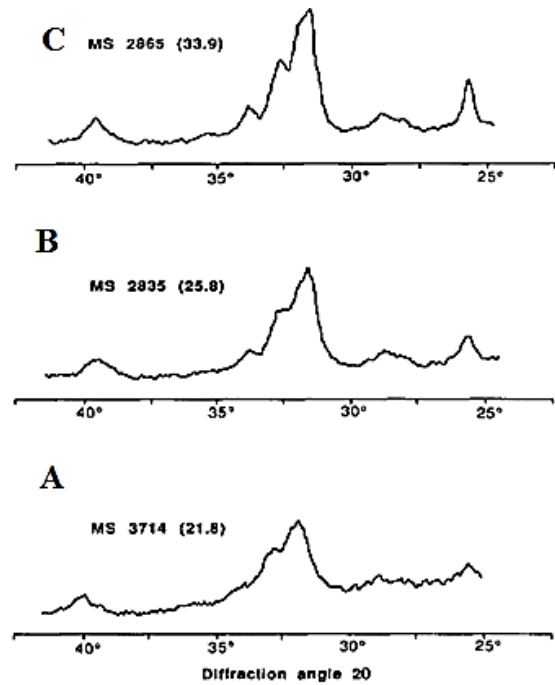 C MS 2865 (33.9)
40° 35° 30° 25°
B
MS 2835 (25.8)
40° 35° 30° 25°
A
MS 3714 (21.8)
40° 35° 30° 25°
Diffraction angle 2θ